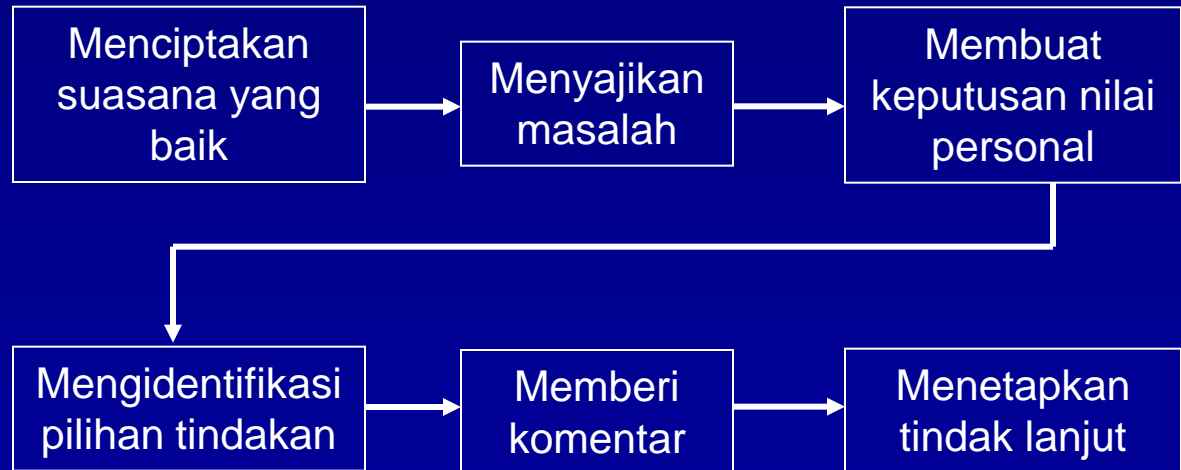 Menciptakan
suasana yang
baik
Menyajikan
masalah
Membuat
keputusan nilai
personal
Mengidentifikasi
pilihan tindakan
Memberi
komentar
Menetapkan
tindak lanjut